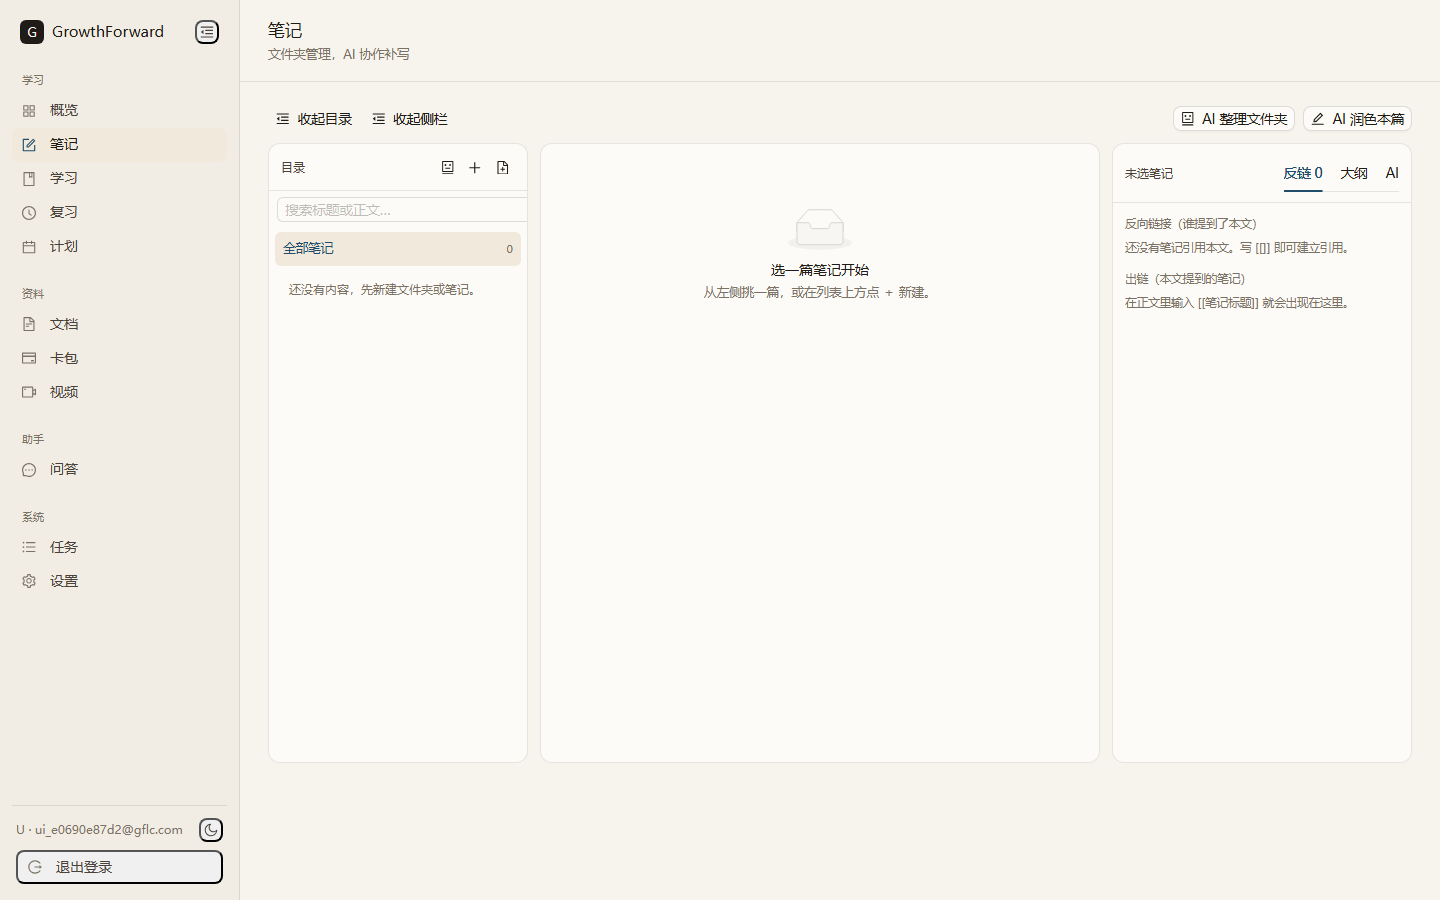 G GrowthForward
学习
概览
笔记
学习
复习
计划
资料
文档
卡包
视频
助手
问答
系统
任务
设置
U · ui_e0690e87d2@gflc.com
退出登录
笔记
文件夹管理，AI 协作补写
收起目录 收起侧栏
AI 整理文件夹 AI 润色本篇
目录
搜索标题或正文...
全部笔记 0
还没有内容，先新建文件夹或笔记。
选一篇笔记开始
从左侧挑一篇，或在列表上方点 + 新建。
未选笔记 反链 0 大纲 AI
反向链接（谁提到了本文）
还没有笔记引用本文。写 [[]] 即可建立引用。
出链（本文提到的笔记）
在正文里输入 [[笔记标题]] 就会出现在这里。